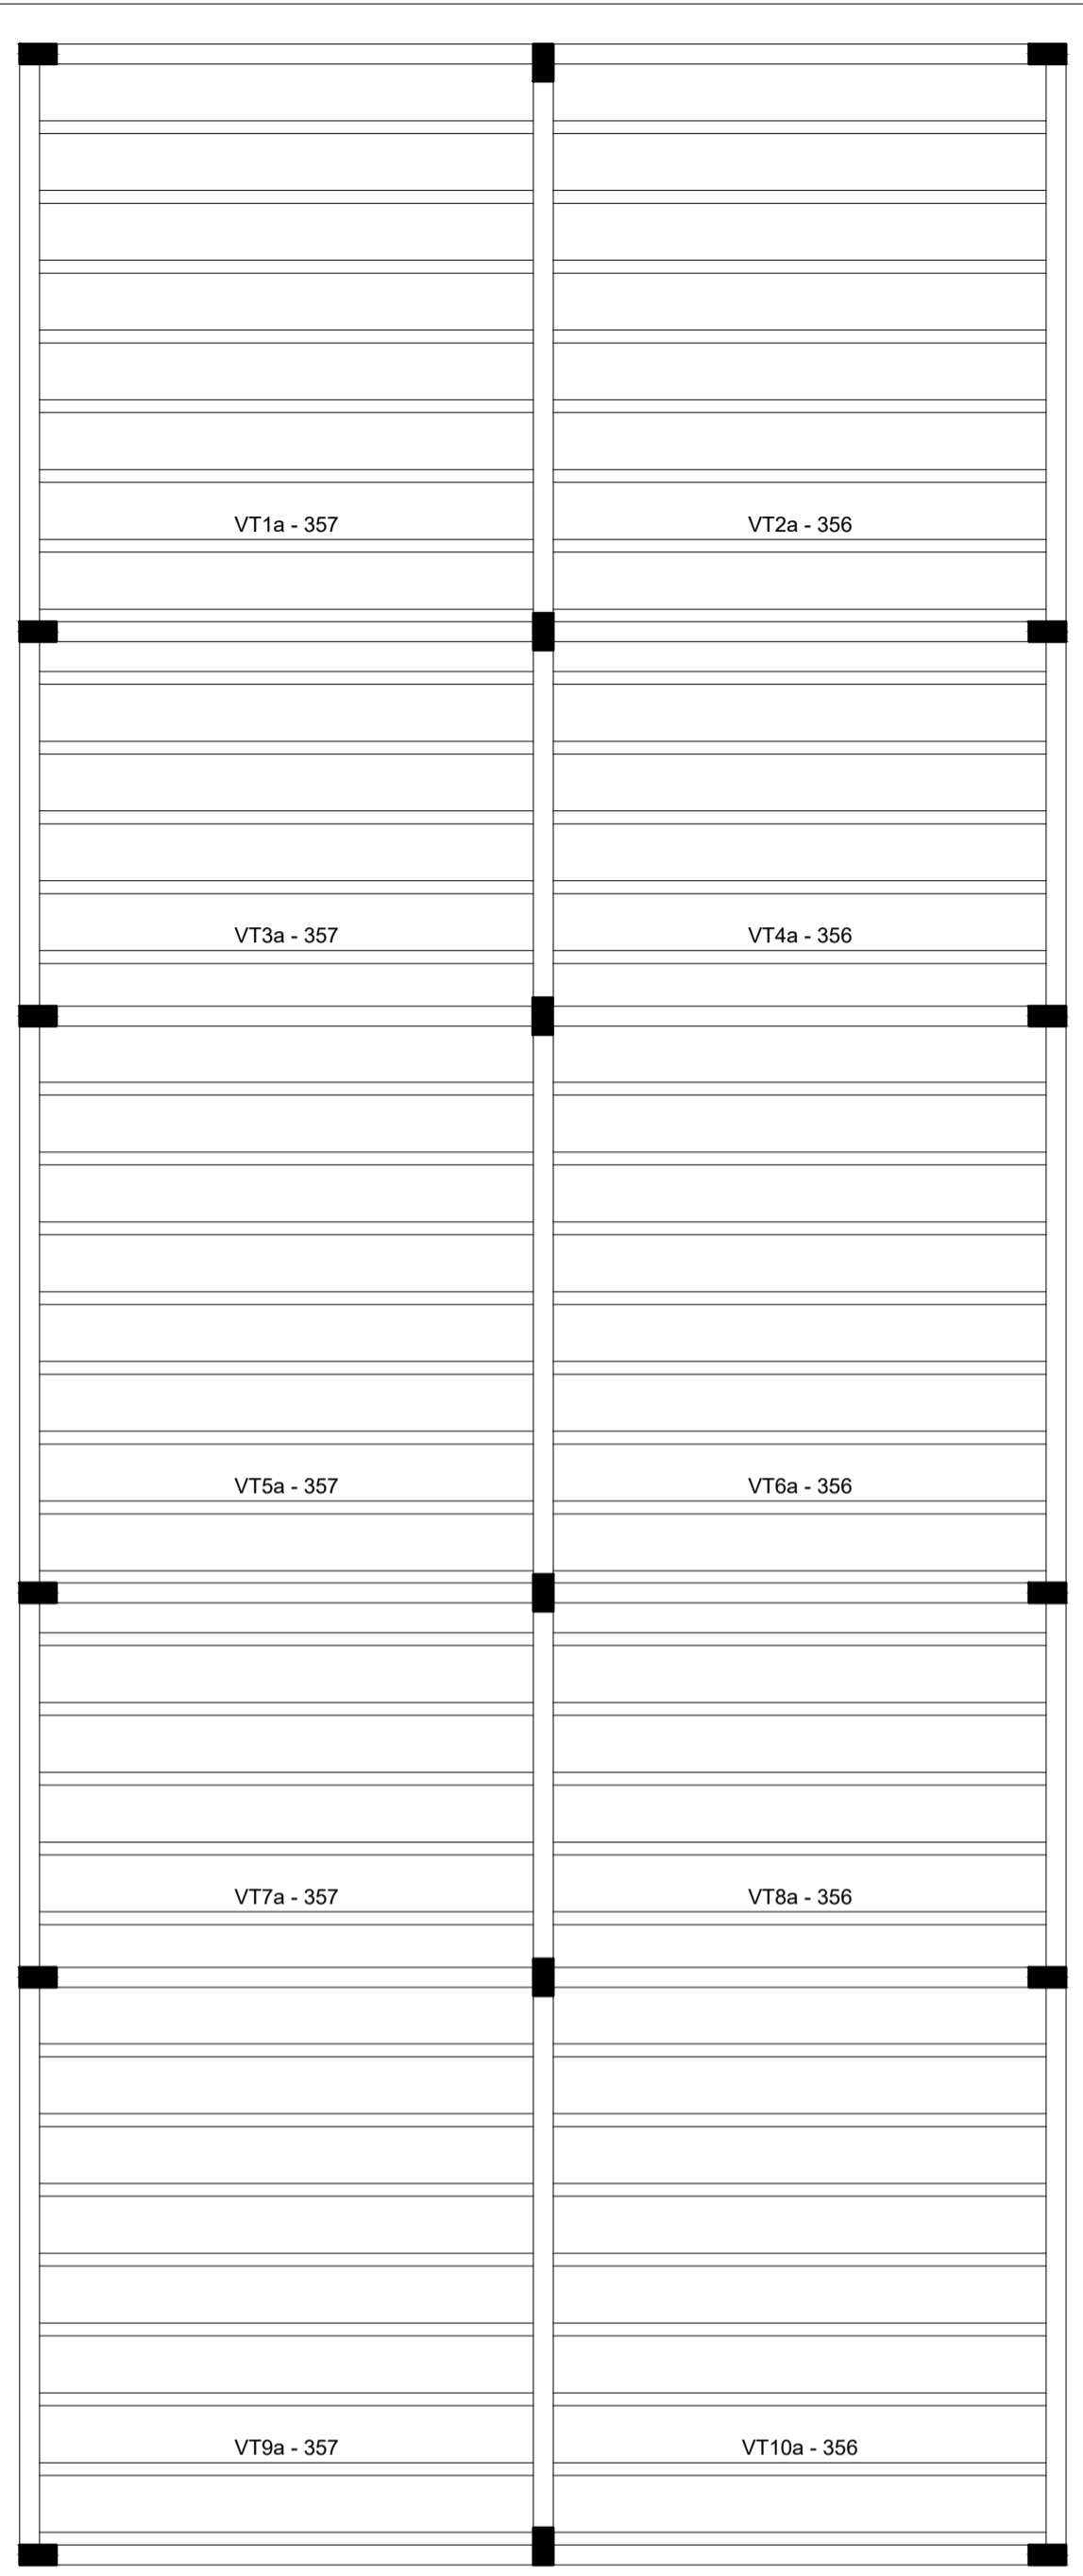 VT1a - 357
VT2a - 356
VT3a - 357
VT4a - 356
VT5a - 357
VT6a - 356
VT7a - 357
VT8a - 356
VT9a - 357
VT10a - 356